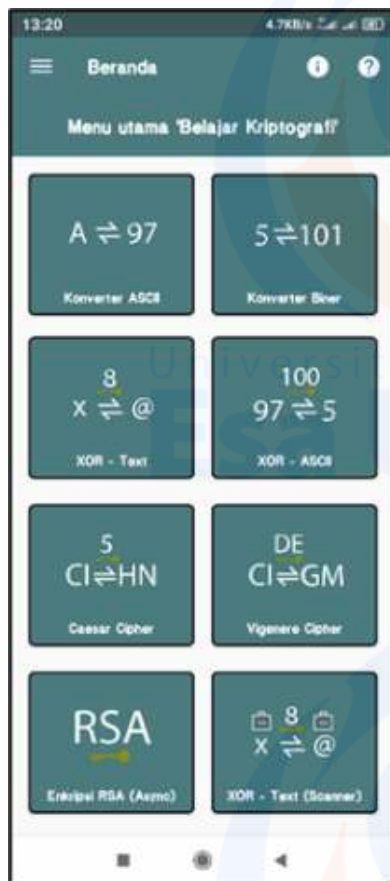 13:20 4.7KB/s
Beranda
Menu utama 'Belajar Kriptografi'
A ⇌ 97
Konverter ASCII
5⇌101
Konverter Biner
8
x ⇌ @
XOR - Text
100
97 ⇌ 5
XOR - ASCII
5
CI⇌HN
Caesar Cipher
DE
CI⇌GM
Vigenere Cipher
RSA
Enkripsi RSA (Async)
8
x ⇌ @
XOR - Text (Scanner)
Universit
Esa